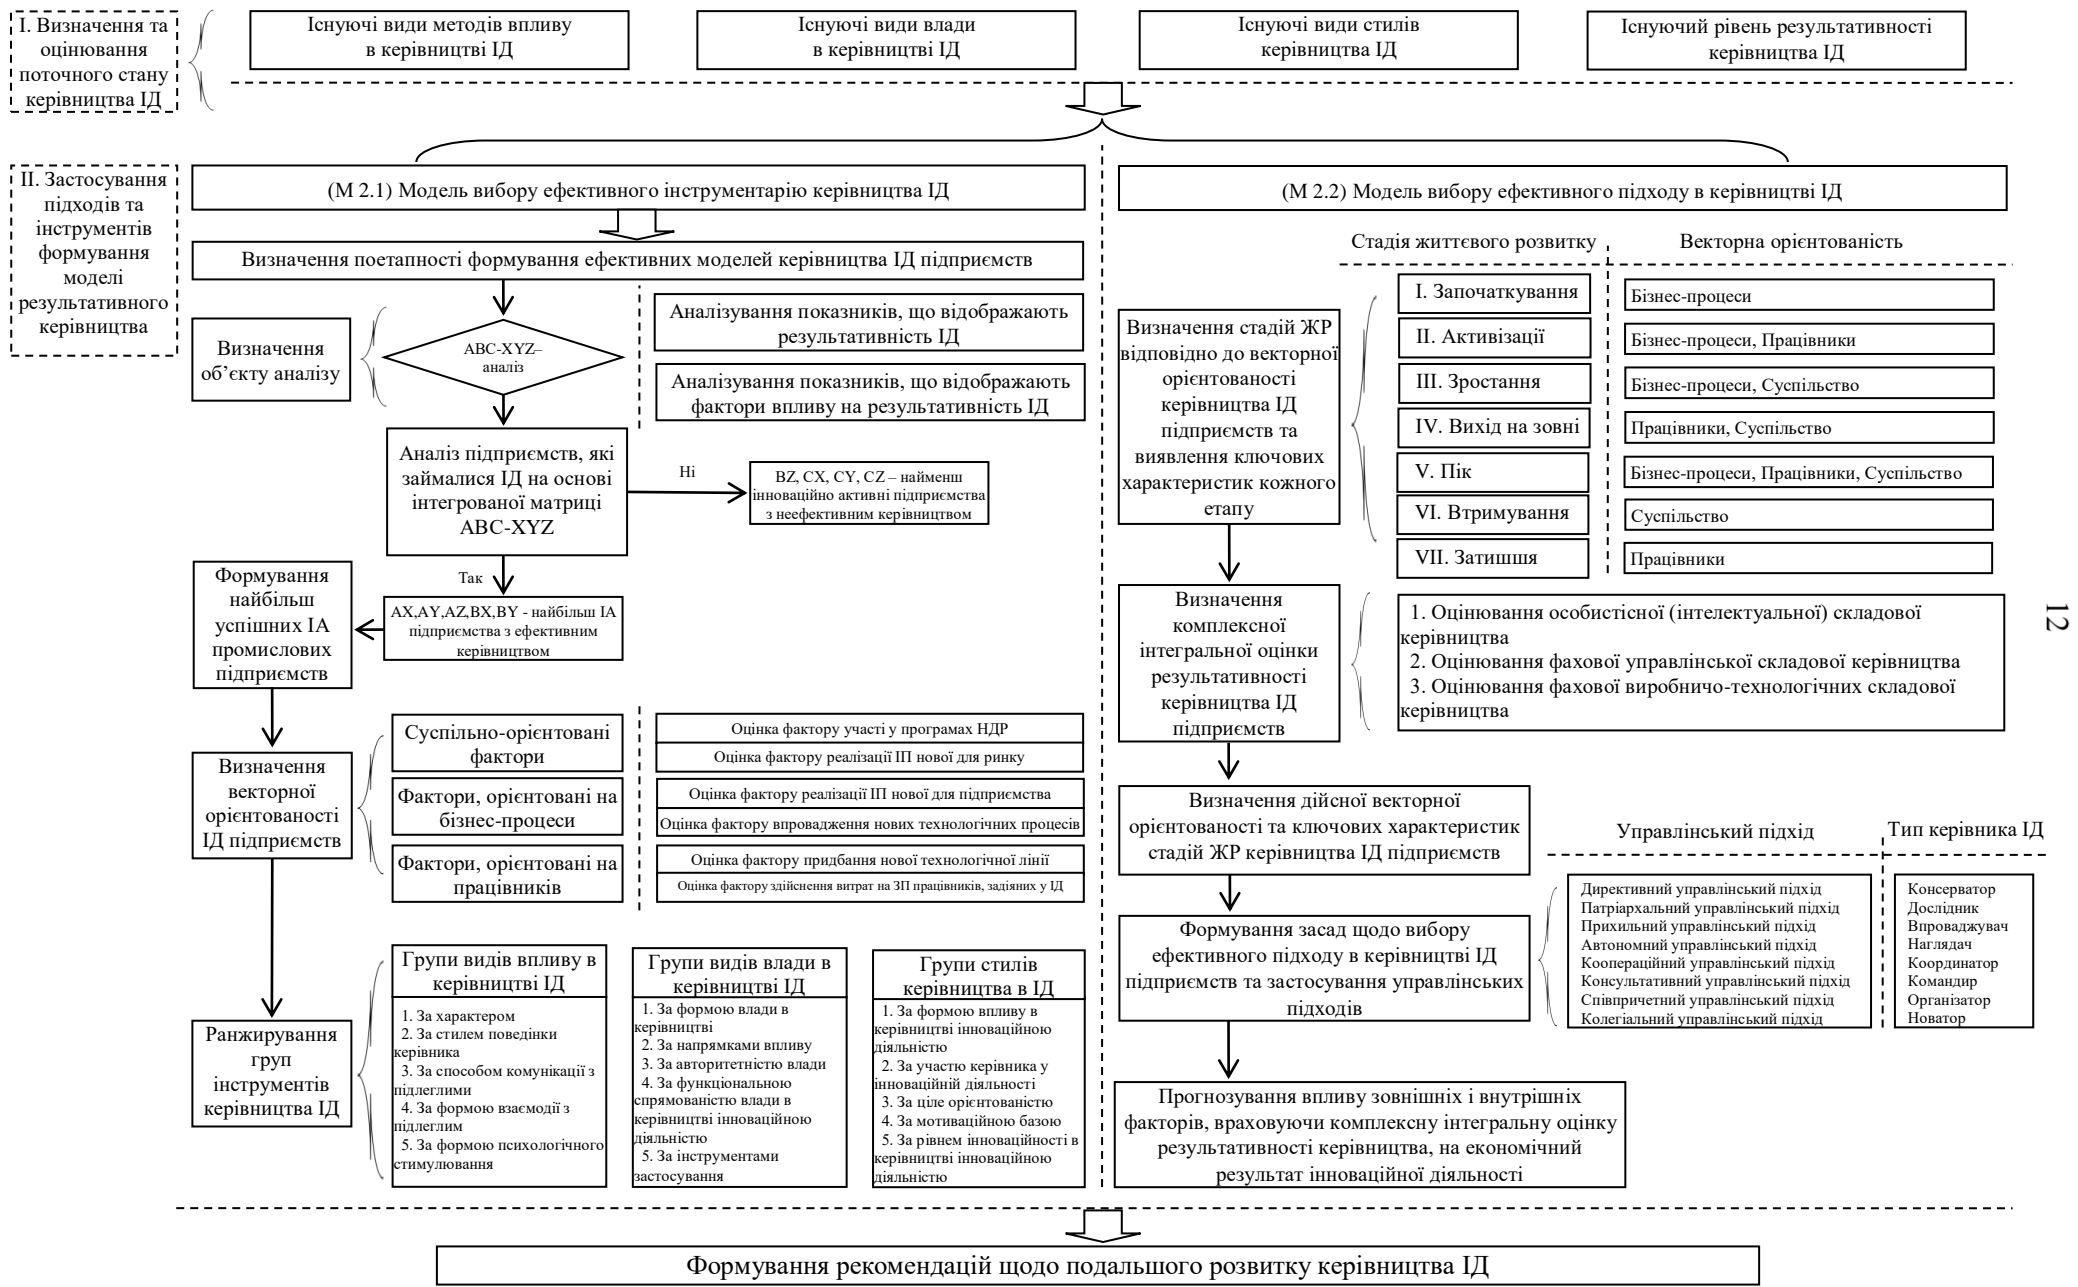 І. Визначення та
оцінювання
поточного стану
керівництва ІД
Існуючі види методів впливу
в керівництві ІД
Існуючі види влади
в керівництві ІД
Існуючі види стилів
керівництва ІД
Існуючий рівень результативності
керівництва ІД
ІІ. Застосування
підходів та
інструментів
формування
моделі
результативного
керівництва
(М 2.1) Модель вибору ефективного інструментарію керівництва ІД
Визначення поетапності формування ефективних моделей керівництва ІД підприємств
Визначення
об’єкту аналізу
ABC-XYZ–
аналіз
Аналізування показників, що відображають
результативність ІД
Аналізування показників, що відображають
фактори впливу на результативність ІД
Аналіз підприємств, які
займалися ІД на основі
інтегрованої матриці
ABC-XYZ
Ні
BZ, CX, CY, CZ – найменш
інноваційно активні підприємства
з неефективним керівництвом
Так
AX,AY,AZ,BX,BY - найбільш ІА
підприємства з ефективним
керівництвом
Формування
найбільш
успішних ІА
промислових
підприємств
Визначення
векторної
орієнтованості
ІД підприємств
Суспільно-орієнтовані
фактори
Фактори, орієнтовані на
бізнес-процеси
Фактори, орієнтовані на
працівників
Оцінка фактору участі у програмах НДР
Оцінка фактору реалізації ІП нової для ринку
Оцінка фактору реалізації ІП нової для підприємства
Оцінка фактору впровадження нових технологічних процесів
Оцінка фактору придбання нової технологічної лінії
Оцінка фактору здійснення витрат на ЗП працівників, задіяних у ІД
Ранжирування
груп
інструментів
керівництва ІД
Групи видів впливу в
керівництві ІД
1. За характером
2. За стилем поведінки
керівника
3. За способом комунікації з
підлеглими
4. За формою взаємодії з
підлеглим
5. За формою психологічного
стимулювання
Групи видів влади в
керівництві ІД
1. За формою влади в
керівництві
2. За напрямками впливу
3. За авторитетністю влади
4. За функціональною
спрямованістю влади в
керівництві інноваційною
діяльністю
5. За інструментами
застосування
Групи стилів
керівництва в ІД
1. За формою впливу в
керівництві інноваційною
діяльністю
2. За участю керівника у
інноваційній діяльності
3. За ціле орієнтованістю
4. За мотиваційною базою
5. За рівнем інноваційності в
керівництві інноваційною
діяльністю
(М 2.2) Модель вибору ефективного підходу в керівництві ІД
Стадія життєвого розвитку
Векторна орієнтованість
Визначення стадій ЖР
відповідно до векторної
орієнтованості
керівництва ІД
підприємств та
виявлення ключових
характеристик кожного
етапу
I. Започаткування
Бізнес-процеси
II. Активізації
Бізнес-процеси, Працівники
III. Зростання
Бізнес-процеси, Суспільство
IV. Вихід на зовні
Працівники, Суспільство
V. Пік
Бізнес-процеси, Працівники, Суспільство
VI. Втримування
Суспільство
VII. Затишшя
Працівники
Визначення
комплексної
інтегральної оцінки
результативності
керівництва ІД
підприємств
1. Оцінювання особистісної (інтелектуальної) складової
керівництва
2. Оцінювання фахової управлінської складової керівництва
3. Оцінювання фахової виробничо-технологічних складової
керівництва
Визначення дійсної векторної
орієнтованості та ключових характеристик
стадій ЖР керівництва ІД підприємств
Управлінський підхід
Тип керівника ІД
Формування засад щодо вибору
ефективного підходу в керівництві ІД
підприємств та застосування управлінських
підходів
Директивний управлінський підхід
Патріархальний управлінський підхід
Прихильний управлінський підхід
Автономний управлінський підхід
Коопераційний управлінський підхід
Консультативний управлінський підхід
Співпричетний управлінський підхід
Колегіальний управлінський підхід
Консерватор
Дослідник
Впроваджувач
Наглядач
Координатор
Командир
Організатор
Новатор
Прогнозування впливу зовнішніх і внутрішніх
факторів, враховуючи комплексну інтегральну оцінку
результативності керівництва, на економічний
результат інноваційної діяльності
Формування рекомендацій щодо подальшого розвитку керівництва ІД
12